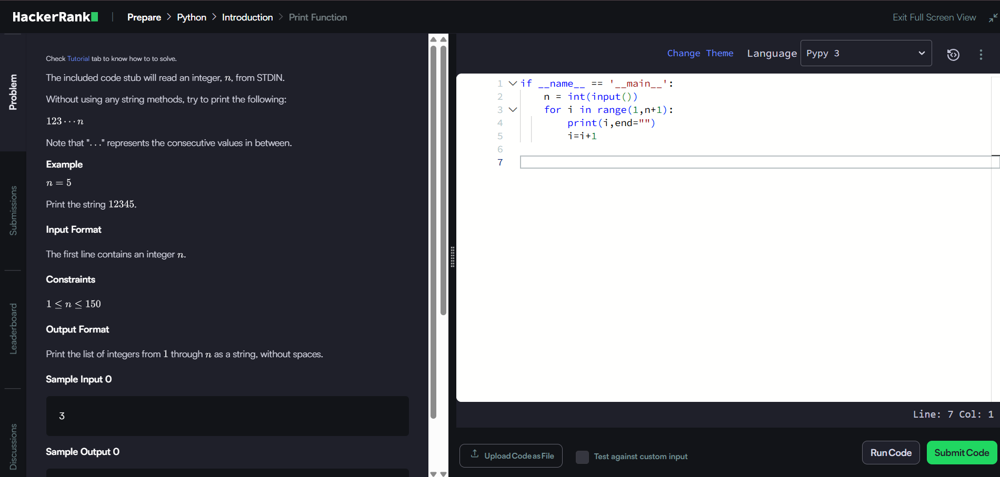 HackerRank | Prepare > Python > Introduction > Print Function
Exit Full Screen View
Problem
Submissions
Leaderboard
Discussions
Check Tutorial tab to know how to to solve.
The included code stub will read an integer, n, from STDIN.
Without using any string methods, try to print the following:
123···n
Note that "..." represents the consecutive values in between.
Example
n = 5
Print the string 12345.
Input Format
The first line contains an integer n.
Constraints
1 ≤ n ≤ 150
Output Format
Print the list of integers from 1 through n as a string, without spaces.
Sample Input 0
3
Sample Output 0
Change Theme Language Pypy 3
1 if __name__ == '__main__':
2     n = int(input())
3     for i in range(1,n+1):
4         print(i,end="")
5         i=i+1
6
7
Line: 7 Col: 1
Upload Code as File
Test against custom input
Run Code
Submit Code